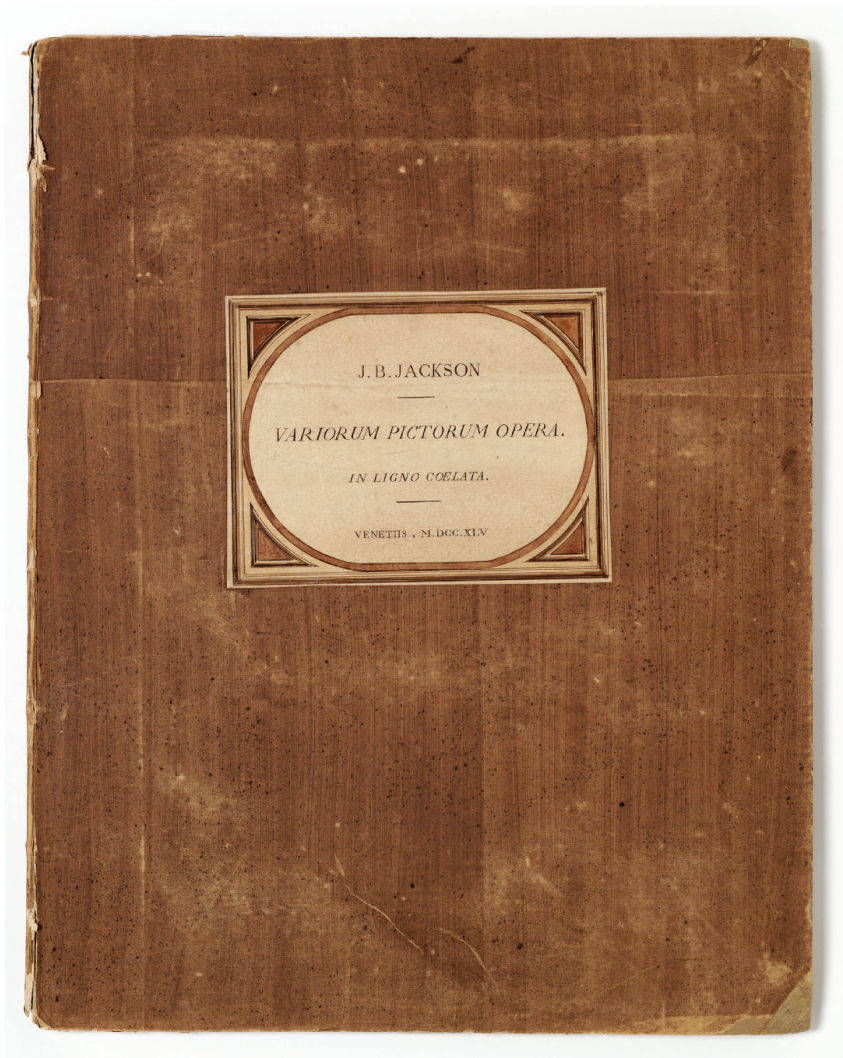 J. B. JACKSON
VARIORUM PICTORUM OPERA.
IN LIGNO COELATA.
VENETIIS . M.DCC.XLV